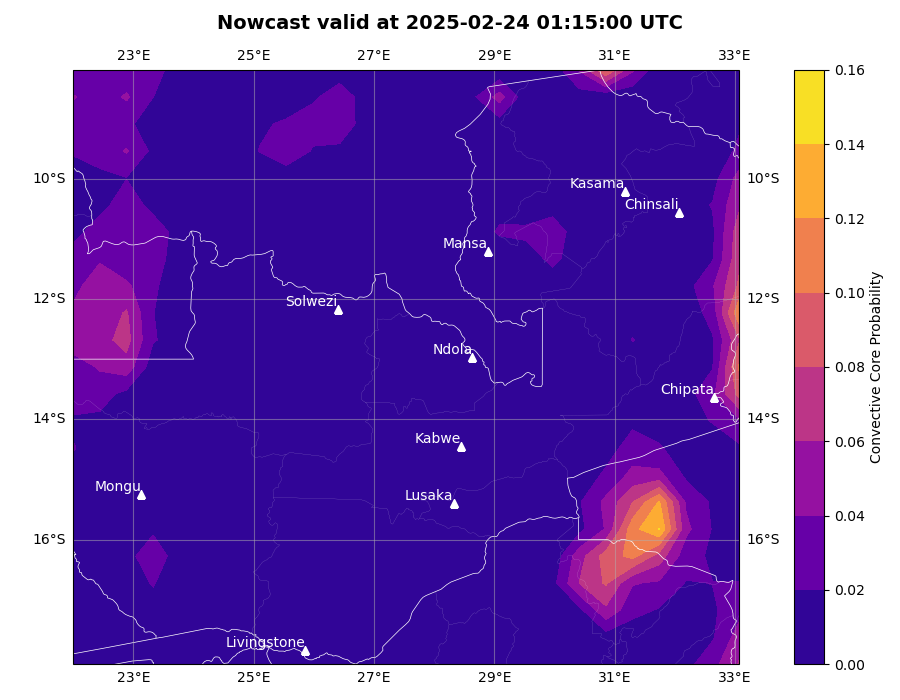 Nowcast valid at 2025-02-24 01:15:00 UTC
23°E 25°E 27°E 29°E 31°E 33°E
0.16
0.14
10°S 10°S
Kasama
Chinsali
0.12
Mansa
12°S 12°S
Solwezi
0.10
Ndola
0.08
Chipata
14°S 14°S
Kabwe
0.06
Mongu
Lusaka
0.04
16°S 16°S
0.02
Livingstone
0.00
23°E 25°E 27°E 29°E 31°E 33°E
Convective Core Probability